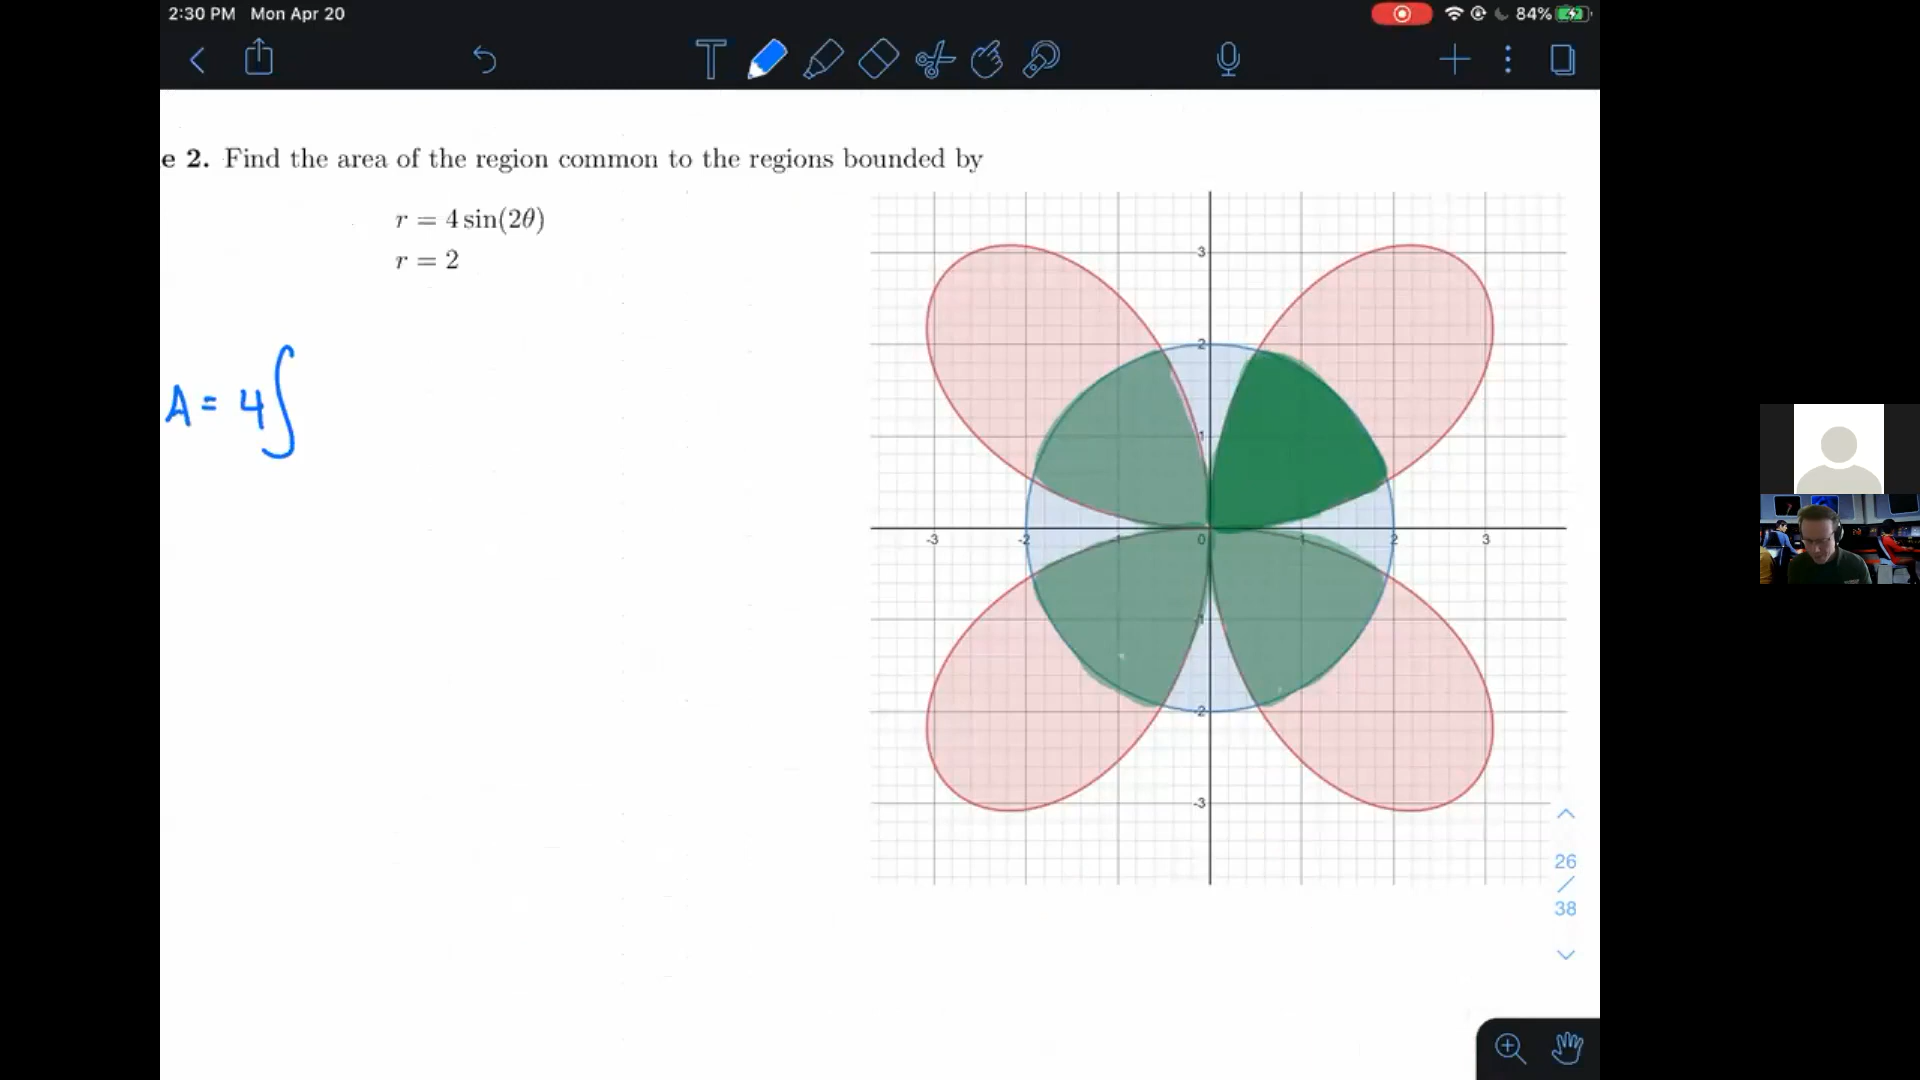 2:30 PM Mon Apr 20
84%
T
e 2. Find the area of the region common to the regions bounded by
r = 4 sin(2θ)
r = 2
A = 4∫
3
2
1
-3 -2 -1 0 1 2 3
-1
-2
-3
26
/
38